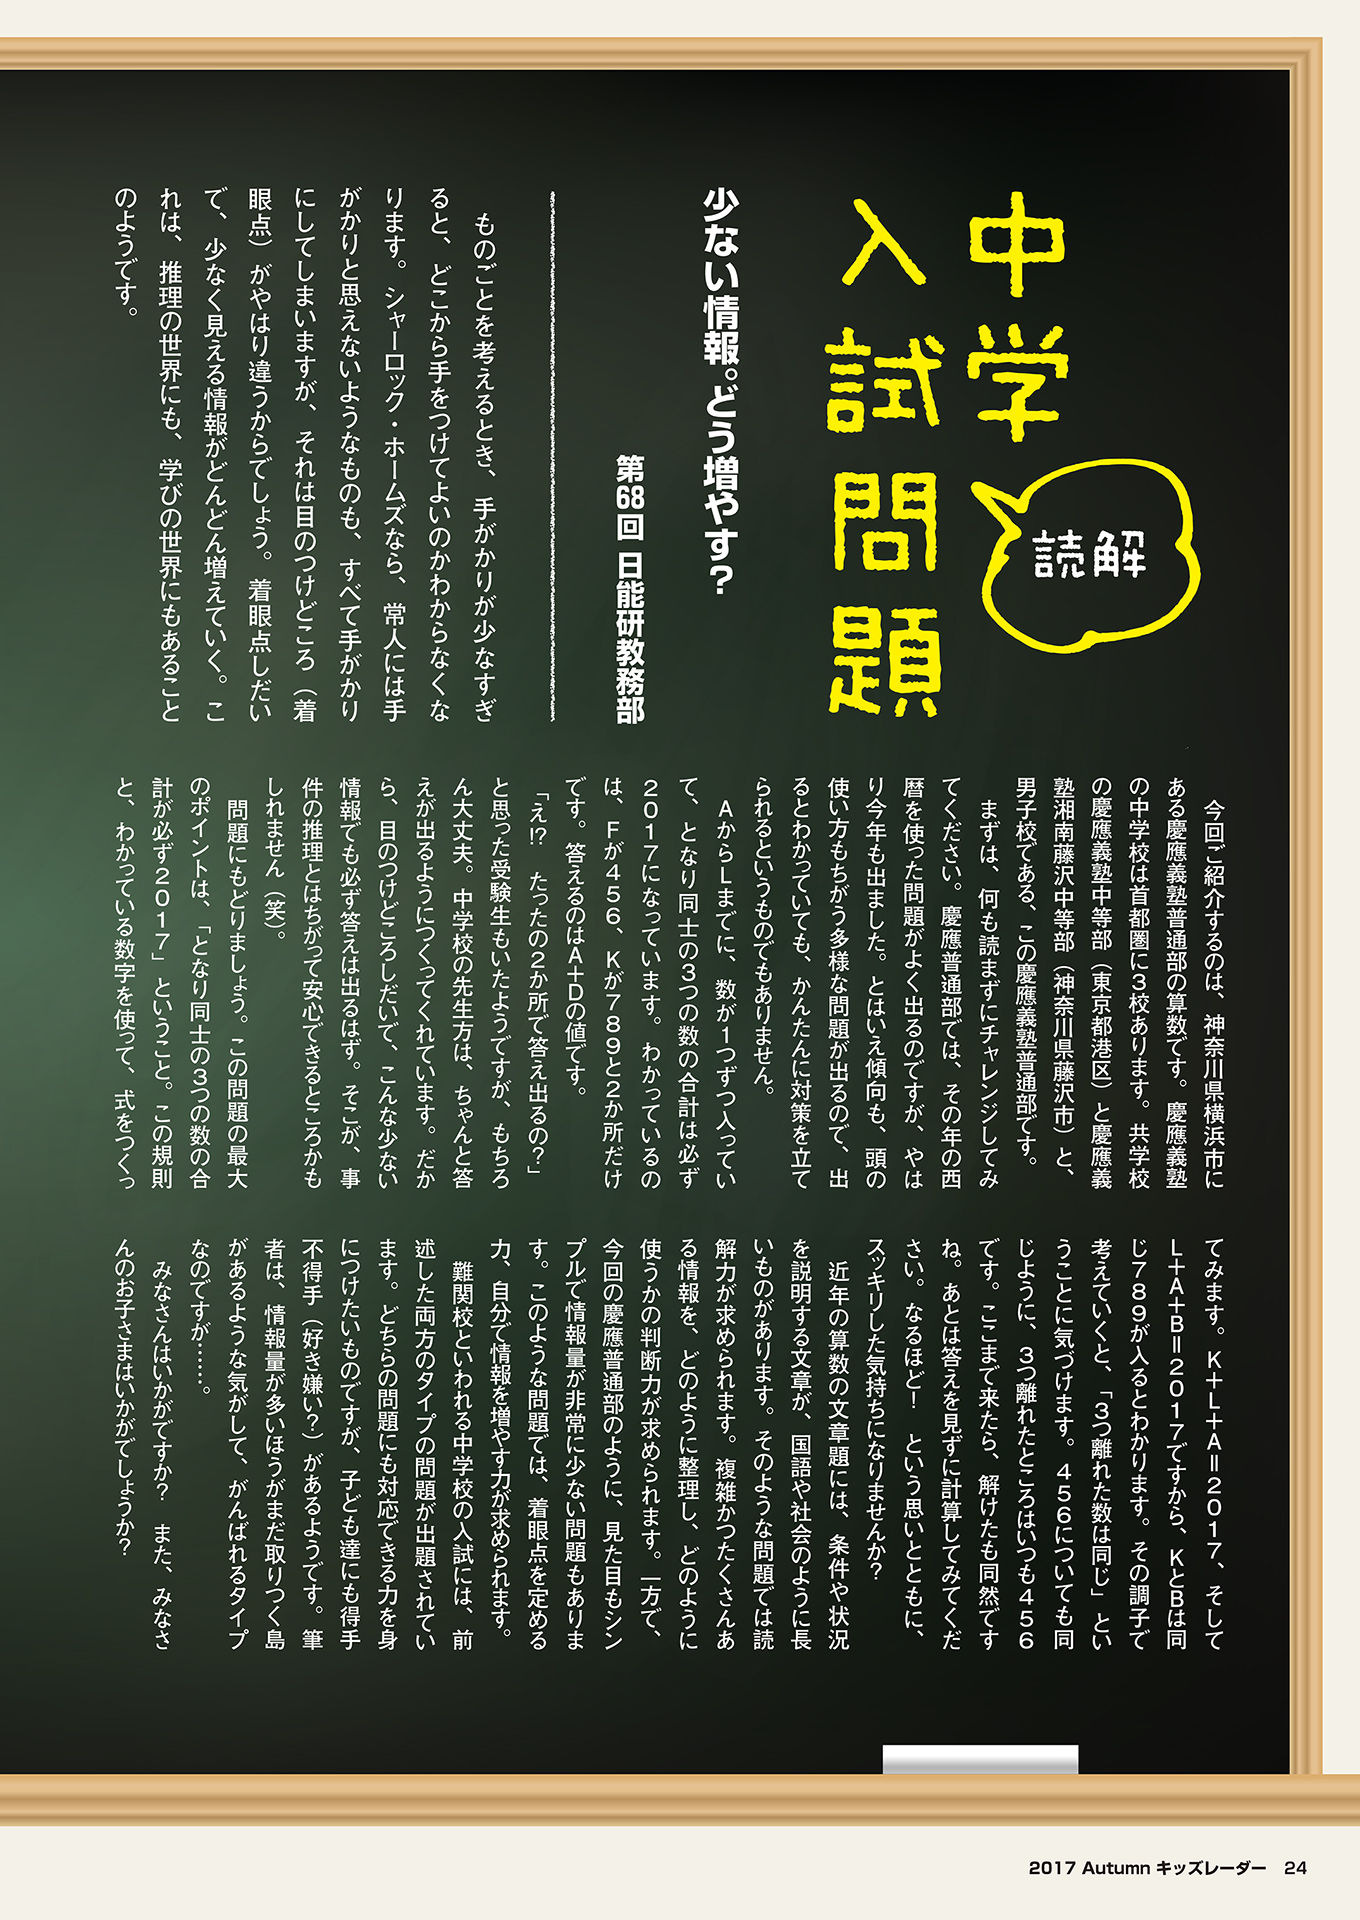 中学
入試問題
読解
少ない情報。どう増やす？
第68回 日能研教務部
ものごとを考えるとき、手がかりが少なすぎ
ると、どこから手をつけてよいのかわからなくな
ります。シャーロック・ホームズなら、常人には手
がかりと思えないようなものも、すべて手がかり
にしてしまいますが、それは目のつけどころ（着
眼点）がやはり違うからでしょう。着眼点しだい
で、少なく見える情報がどんどん増えていく。こ
れは、推理の世界にも、学びの世界にもあること
のようです。
今回ご紹介するのは、神奈川県横浜市に
ある慶應義塾普通部の算数です。慶應義塾
の中学校は首都圏に３校あります。共学校
の慶應義塾中等部（東京都港区）と慶應義
塾湘南藤沢中等部（神奈川県藤沢市）と、
男子校である、この慶應義塾普通部です。
まずは、何も読まずにチャレンジしてみ
てください。慶應普通部では、その年の西
暦を使った問題がよく出るのですが、やは
り今年も出ました。とはいえ傾向も、頭の
使い方もちがう多様な問題が出るので、出
るとわかっていても、かんたんに対策を立て
られるというものでもありません。
ＡからＬまでに、数が１つずつ入ってい
て、となり同士の３つの数の合計は必ず
２０１７になっています。わかっているの
は、Ｆが４５６、Ｋが７８９と２か所だけ
です。答えるのはＡ＋Ｄの値です。
「え!? たったの２か所で答え出るの？」
と思った受験生もいたようですが、もちろ
ん大丈夫。中学校の先生方は、ちゃんと答
えが出るようにつくってくれています。だか
ら、目のつけどころしだいで、こんな少ない
情報でも必ず答えは出るはず。そこが、事
件の推理とはちがって安心できるところかも
しれません（笑）。
問題にもどりましょう。この問題の最大
のポイントは、「となり同士の３つの数の合
計が必ず２０１７」ということ。この規則
と、わかっている数字を使って、式をつくっ
てみます。Ｋ＋Ｌ＋Ａ＝２０１７、そして
Ｌ＋Ａ＋Ｂ＝２０１７ですから、ＫとＢは同
じ７８９が入るとわかります。その調子で
考えていくと、「３つ離れた数は同じ」とい
うことに気づけます。４５６についても同
じように、３つ離れたところはいつも４５６
です。ここまで来たら、解けたも同然です
ね。あとは答えを見ずに計算してみてくだ
さい。なるほど！ という思いとともに、
スッキリした気持ちになりませんか？
近年の算数の文章題には、条件や状況
を説明する文章が、国語や社会のように長
いものがあります。そのような問題では読
解力が求められます。複雑かつたくさんあ
る情報を、どのように整理し、どのように
使うかの判断力が求められます。一方で、
今回の慶應普通部のように、見た目もシン
プルで情報量が非常に少ない問題もありま
す。このような問題では、着眼点を定める
力、自分で情報を増やす力が求められます。
難関校といわれる中学校の入試には、前
述した両方のタイプの問題が出題されてい
ます。どちらの問題にも対応できる力を身
につけたいものですが、子ども達にも得手
不得手（好き嫌い？）があるようです。筆
者は、情報量が多いほうがまだ取りつく島
があるような気がして、がんばれるタイプ
なのですが……。
みなさんはいかがですか？ また、みなさ
んのお子さまはいかがでしょうか？
2017 Autumn キッズレーダー 24